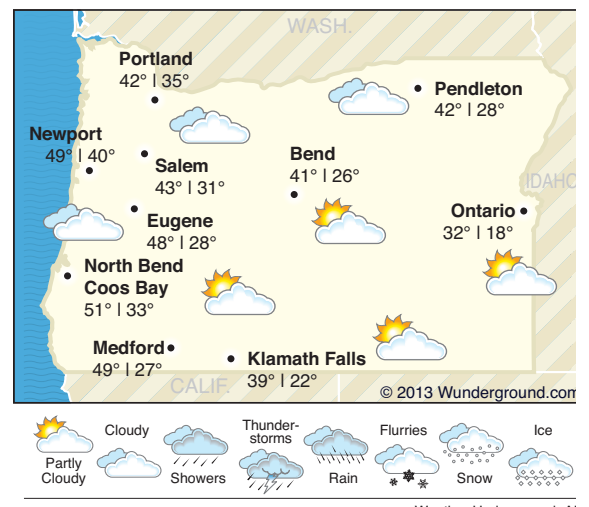 WASH.
Portland
42° | 35°
Pendleton
42° | 28°
Newport
49° | 40°
Salem
43° | 31°
Bend
41° | 26°
IDAHO
Ontario
32° | 18°
Eugene
48° | 28°
North Bend
Coos Bay
51° | 33°
Medford
49° | 27°
Klamath Falls
39° | 22°
CALIF.
© 2013 Wunderground.com
Partly
Cloudy
Cloudy
Showers
Thunder-
storms
Rain
Flurries
Snow
Ice